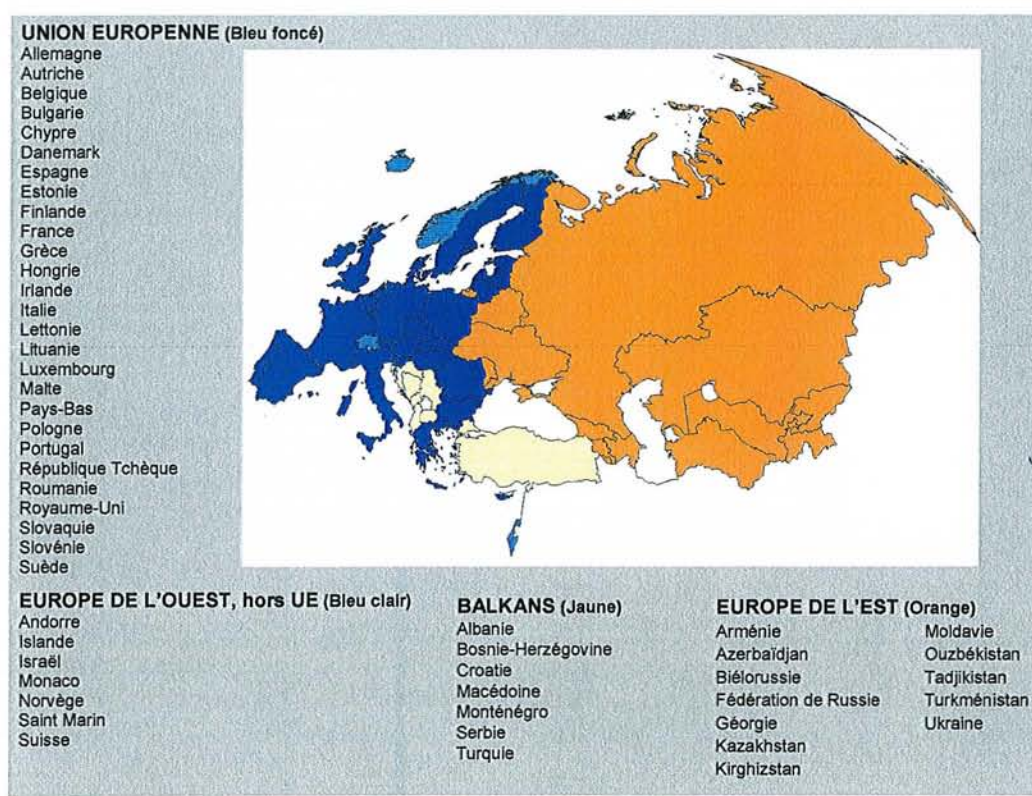 UNION EUROPENNE (Bleu foncé)
Allemagne
Autriche
Belgique
Bulgarie
Chypre
Danemark
Espagne
Estonie
Finlande
France
Grèce
Hongrie
Irlande
Italie
Lettonie
Lituanie
Luxembourg
Malte
Pays-Bas
Pologne
Portugal
République Tchèque
Roumanie
Royaume-Uni
Slovaquie
Slovénie
Suède
EUROPE DE L'OUEST, hors UE (Bleu clair)
Andorre
Islande
Israël
Monaco
Norvège
Saint Marin
Suisse
BALKANS (Jaune)
Albanie
Bosnie-Herzégovine
Croatie
Macédoine
Monténégro
Serbie
Turquie
EUROPE DE L'EST (Orange)
Arménie
Azerbaïdjan
Biélorussie
Fédération de Russie
Géorgie
Kazakhstan
Kirghizstan
Moldavie
Ouzbékistan
Tadjikistan
Turkménistan
Ukraine